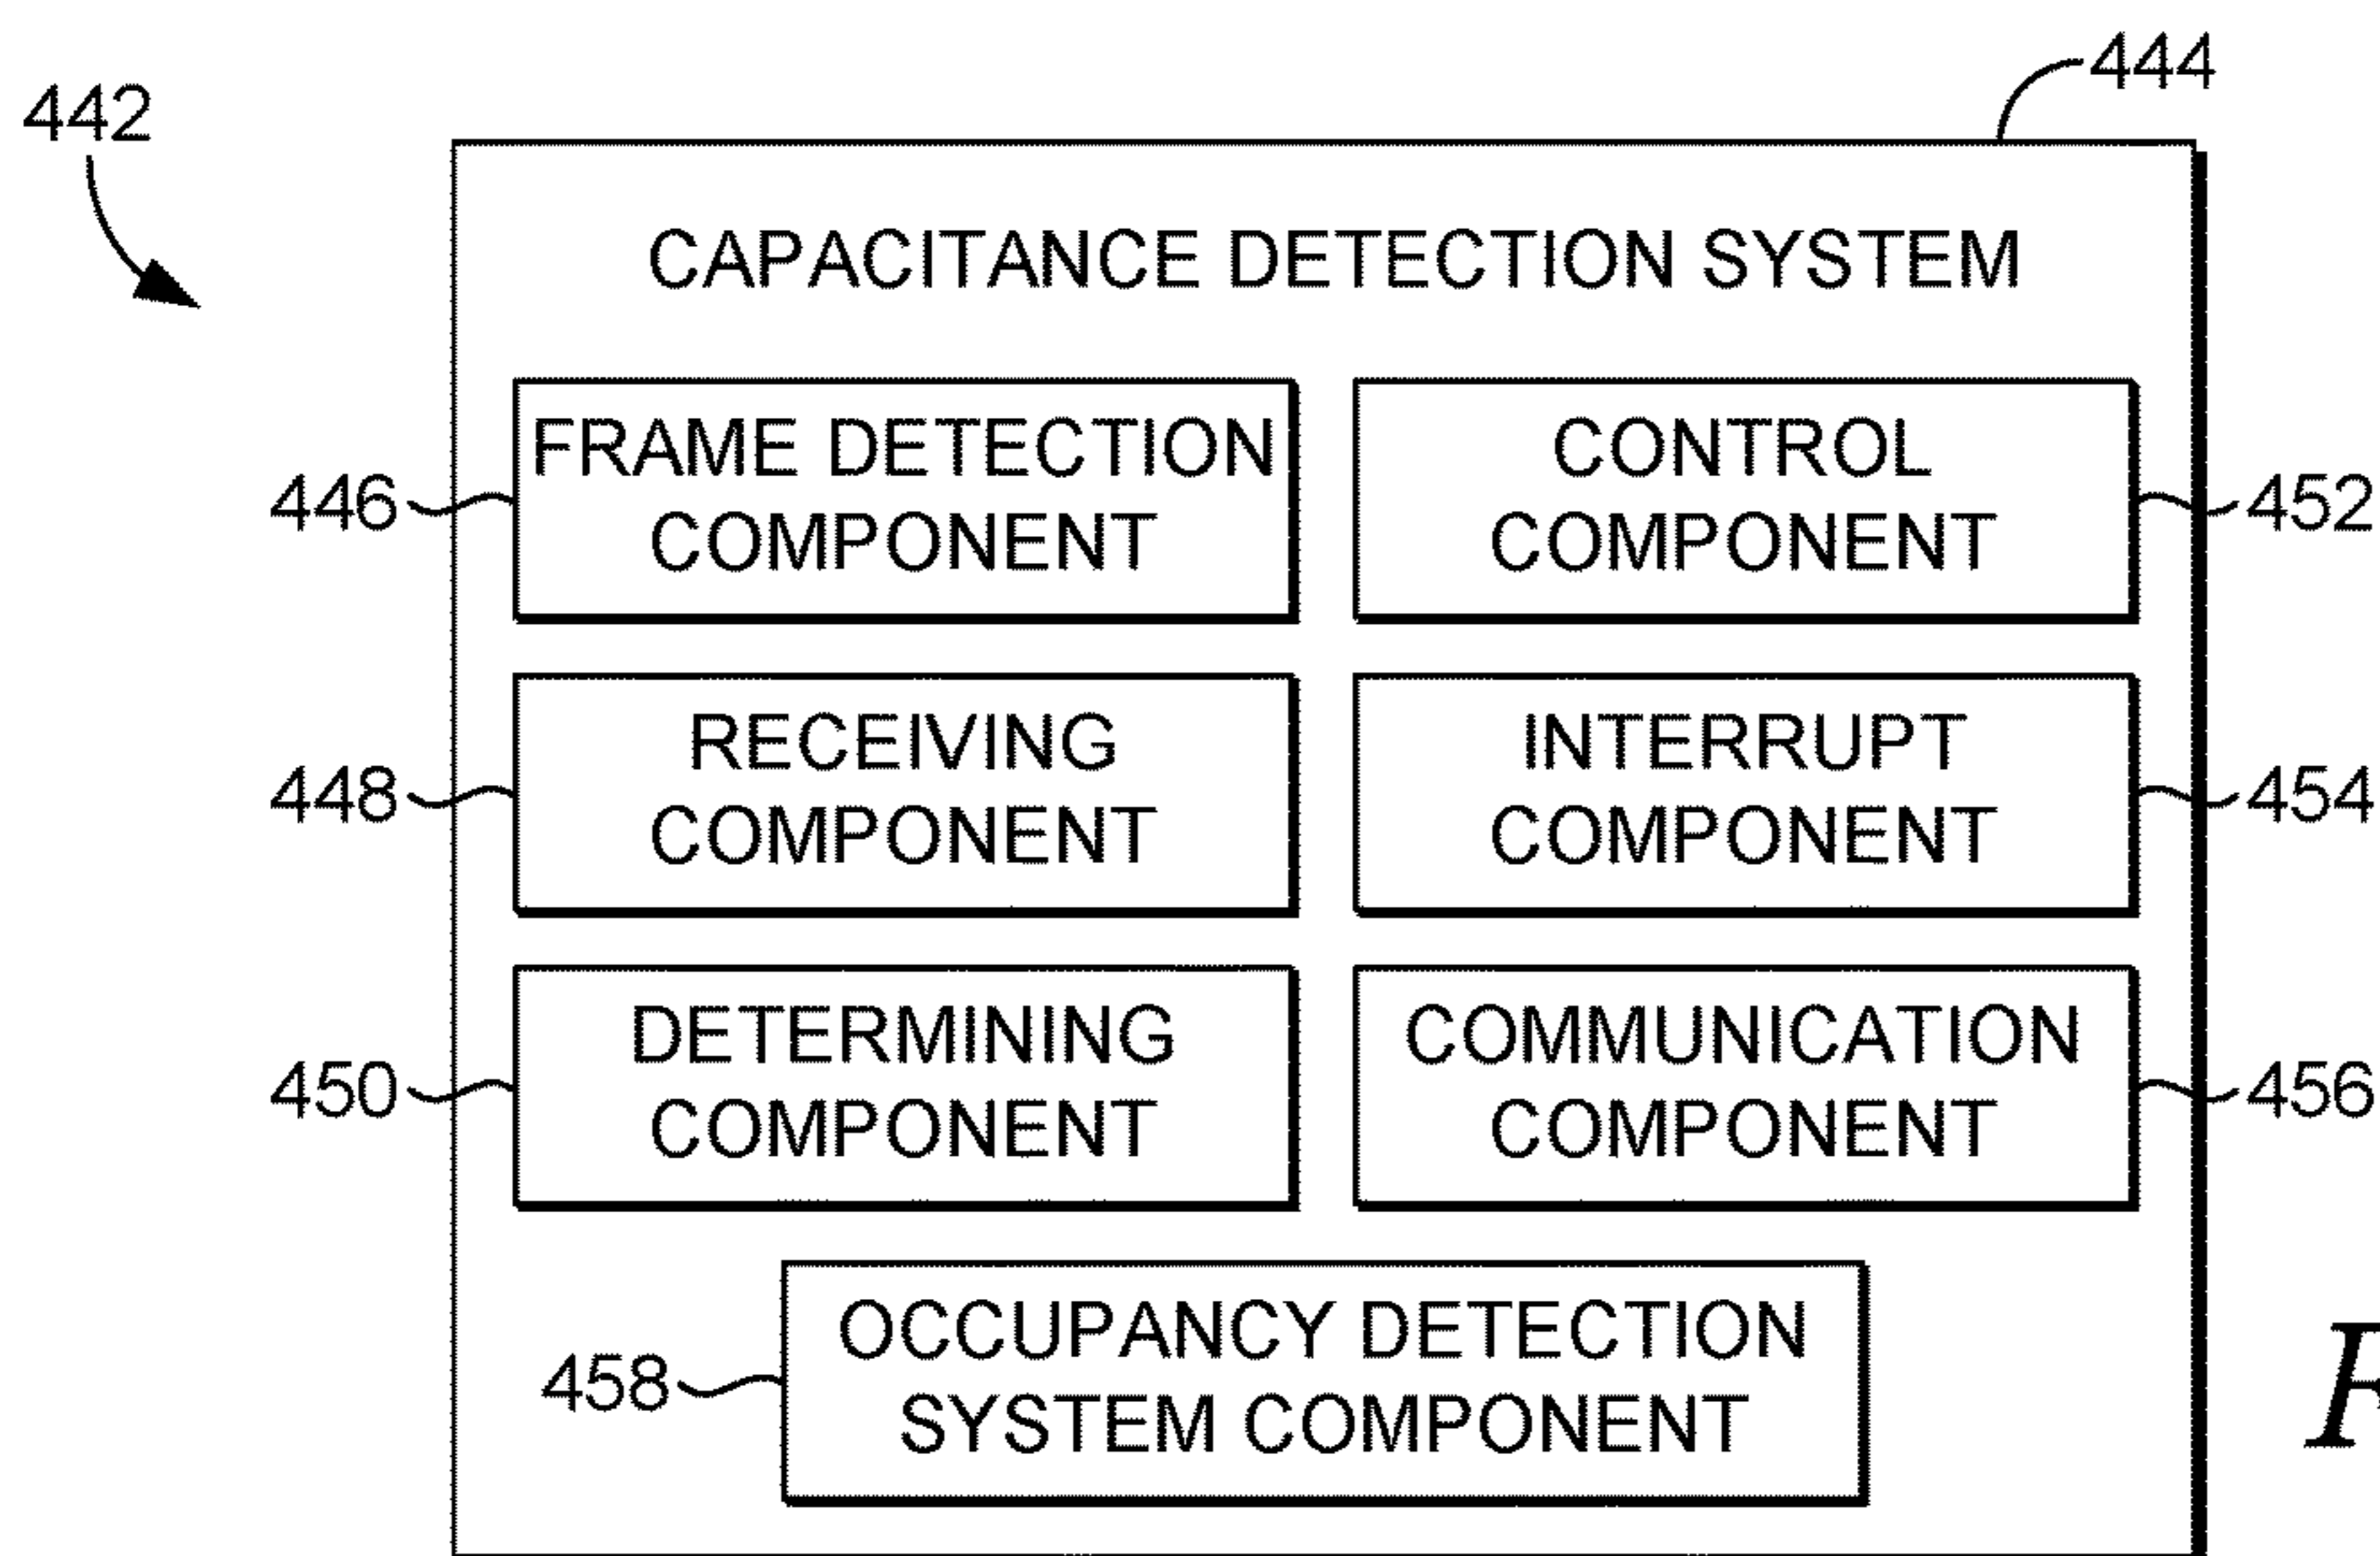 444
442
CAPACITANCE DETECTION SYSTEM
FRAME DETECTION
COMPONENT
446
CONTROL
COMPONENT
452
RECEIVING
COMPONENT
448
INTERRUPT
COMPONENT
454
DETERMINING
COMPONENT
450
COMMUNICATION
COMPONENT
456
OCCUPANCY DETECTION
SYSTEM COMPONENT
458